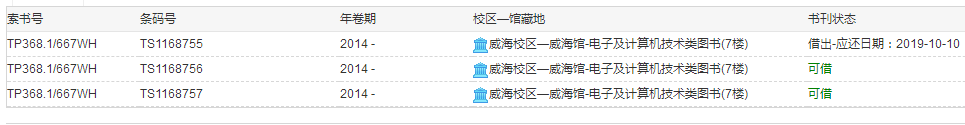 索书号 条码号 年卷期 校区—馆藏地 书刊状态
TP368.1/667WH TS1168755 2014 - 威海校区—威海馆-电子及计算机技术类图书(7楼) 借出-应还日期：2019-10-10
TP368.1/667WH TS1168756 2014 - 威海校区—威海馆-电子及计算机技术类图书(7楼) 可借
TP368.1/667WH TS1168757 2014 - 威海校区—威海馆-电子及计算机技术类图书(7楼) 可借